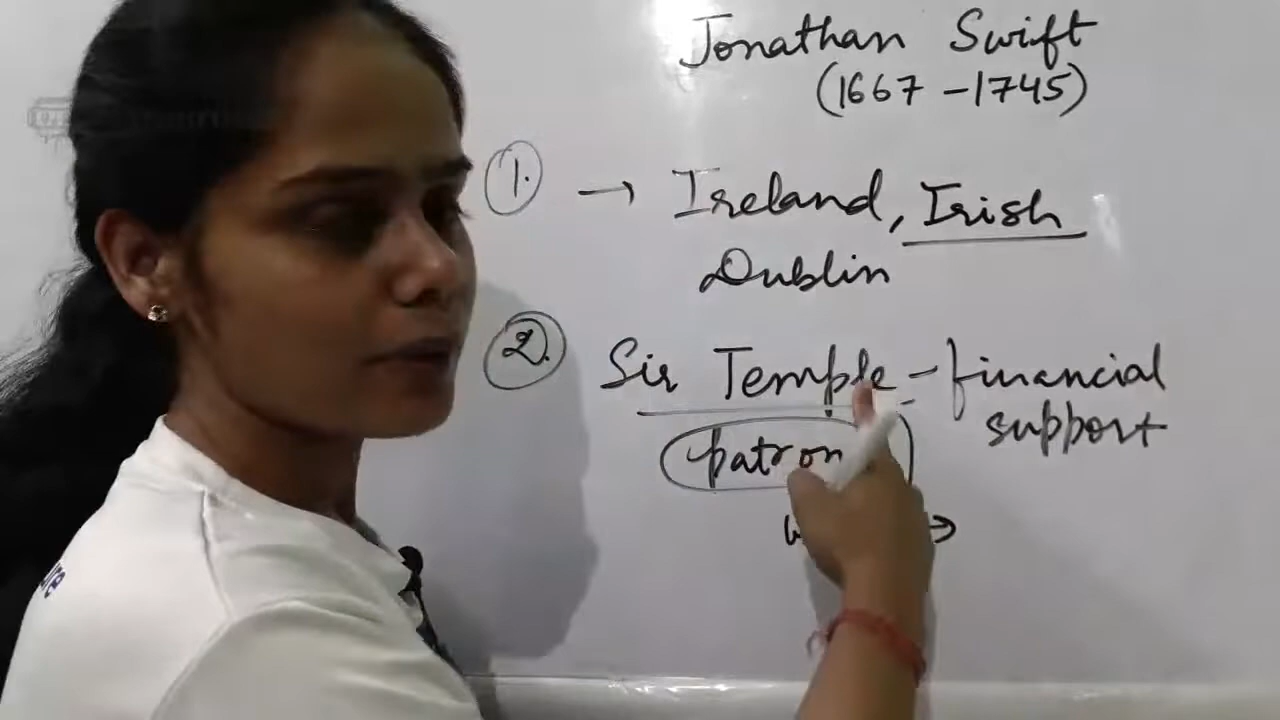 Jonathan Swift
(1667 - 1745)
1. → Ireland, Irish
Dublin
2. Sir Temple - financial
support
patron